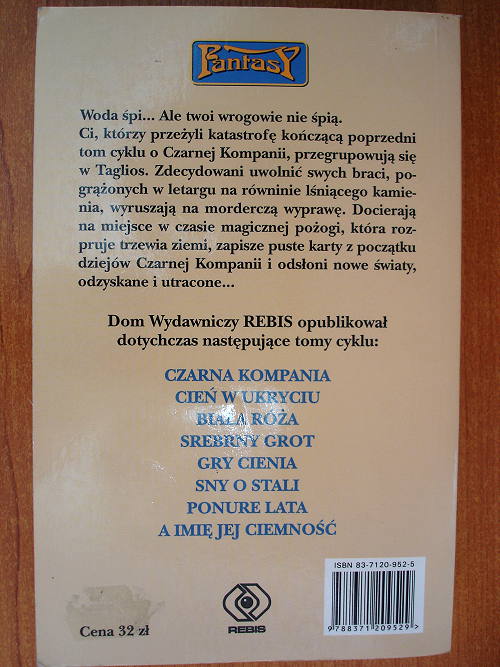 Fantasy
Woda śpi... Ale twoi wrogowie nie śpią.
Ci, którzy przeżyli katastrofę kończącą poprzedni
tom cyklu o Czarnej Kompanii, przegrupowują się
w Taglios. Zdecydowani uwolnić swych braci, po-
grążonych w letargu na równinie lśniącego kamie-
nia, wyruszają na morderczą wyprawę. Docierają
na miejsce w czasie magicznej pożogi, która roz-
pruje trzewia ziemi, zapisze puste karty z początku
dziejów Czarnej Kompanii i odsłoni nowe światy,
odzyskane i utracone...
Dom Wydawniczy REBIS opublikował
dotychczas następujące tomy cyklu:
CZARNA KOMPANIA
CIEŃ W UKRYCIU
BIAŁA RÓŻA
SREBRNY GROT
GRY CIENIA
SNY O STALI
PONURE LATA
A IMIĘ JEJ CIEMNOŚĆ
ISBN 83-7120-952-5
9 788371 209529 >
REBIS
Cena 32 zł